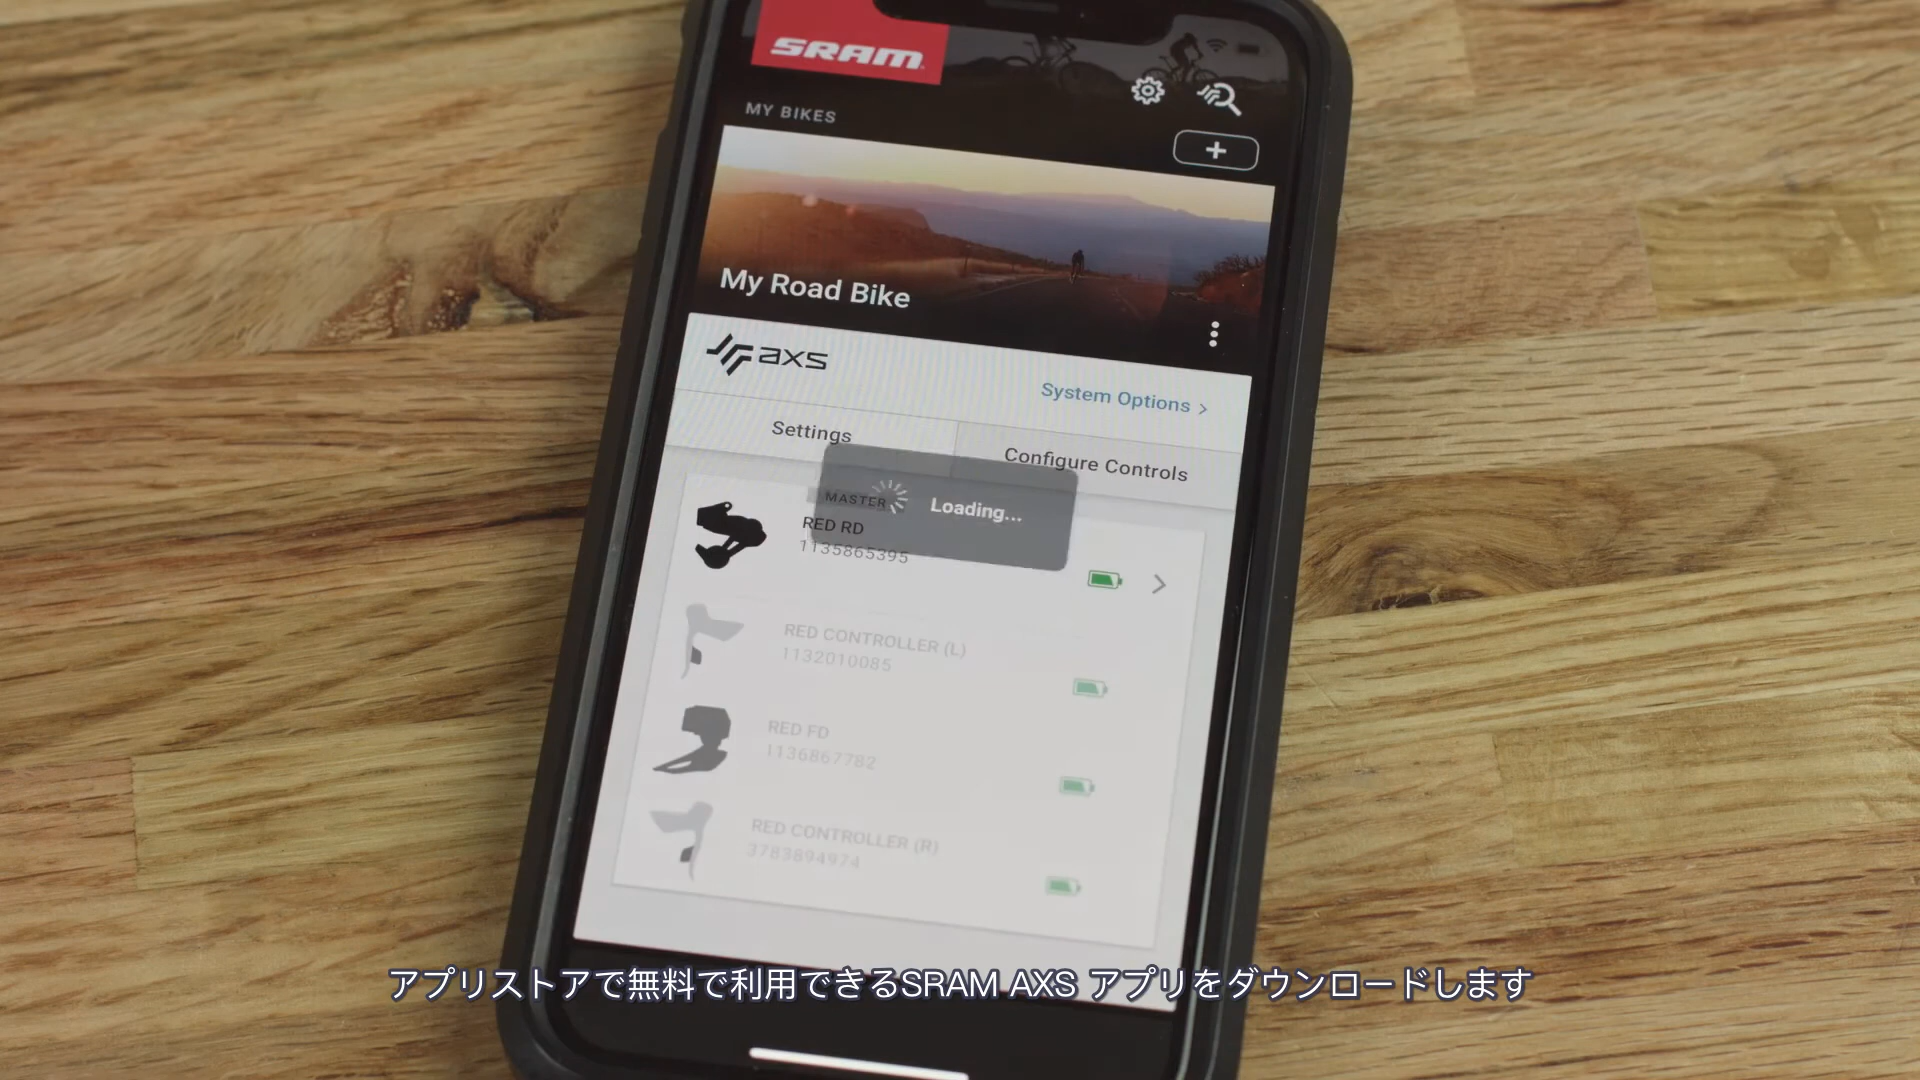 SRAM
MY BIKES
My Road Bike
axs
System Options >
Settings
Configure Controls
MASTER
Loading...
RED RD
1135865395
RED CONTROLLER (L)
1132010085
RED FD
1136867782
RED CONTROLLER (R)
3783894974
アプリストアで無料で利用できるSRAM AXS アプリをダウンロードします